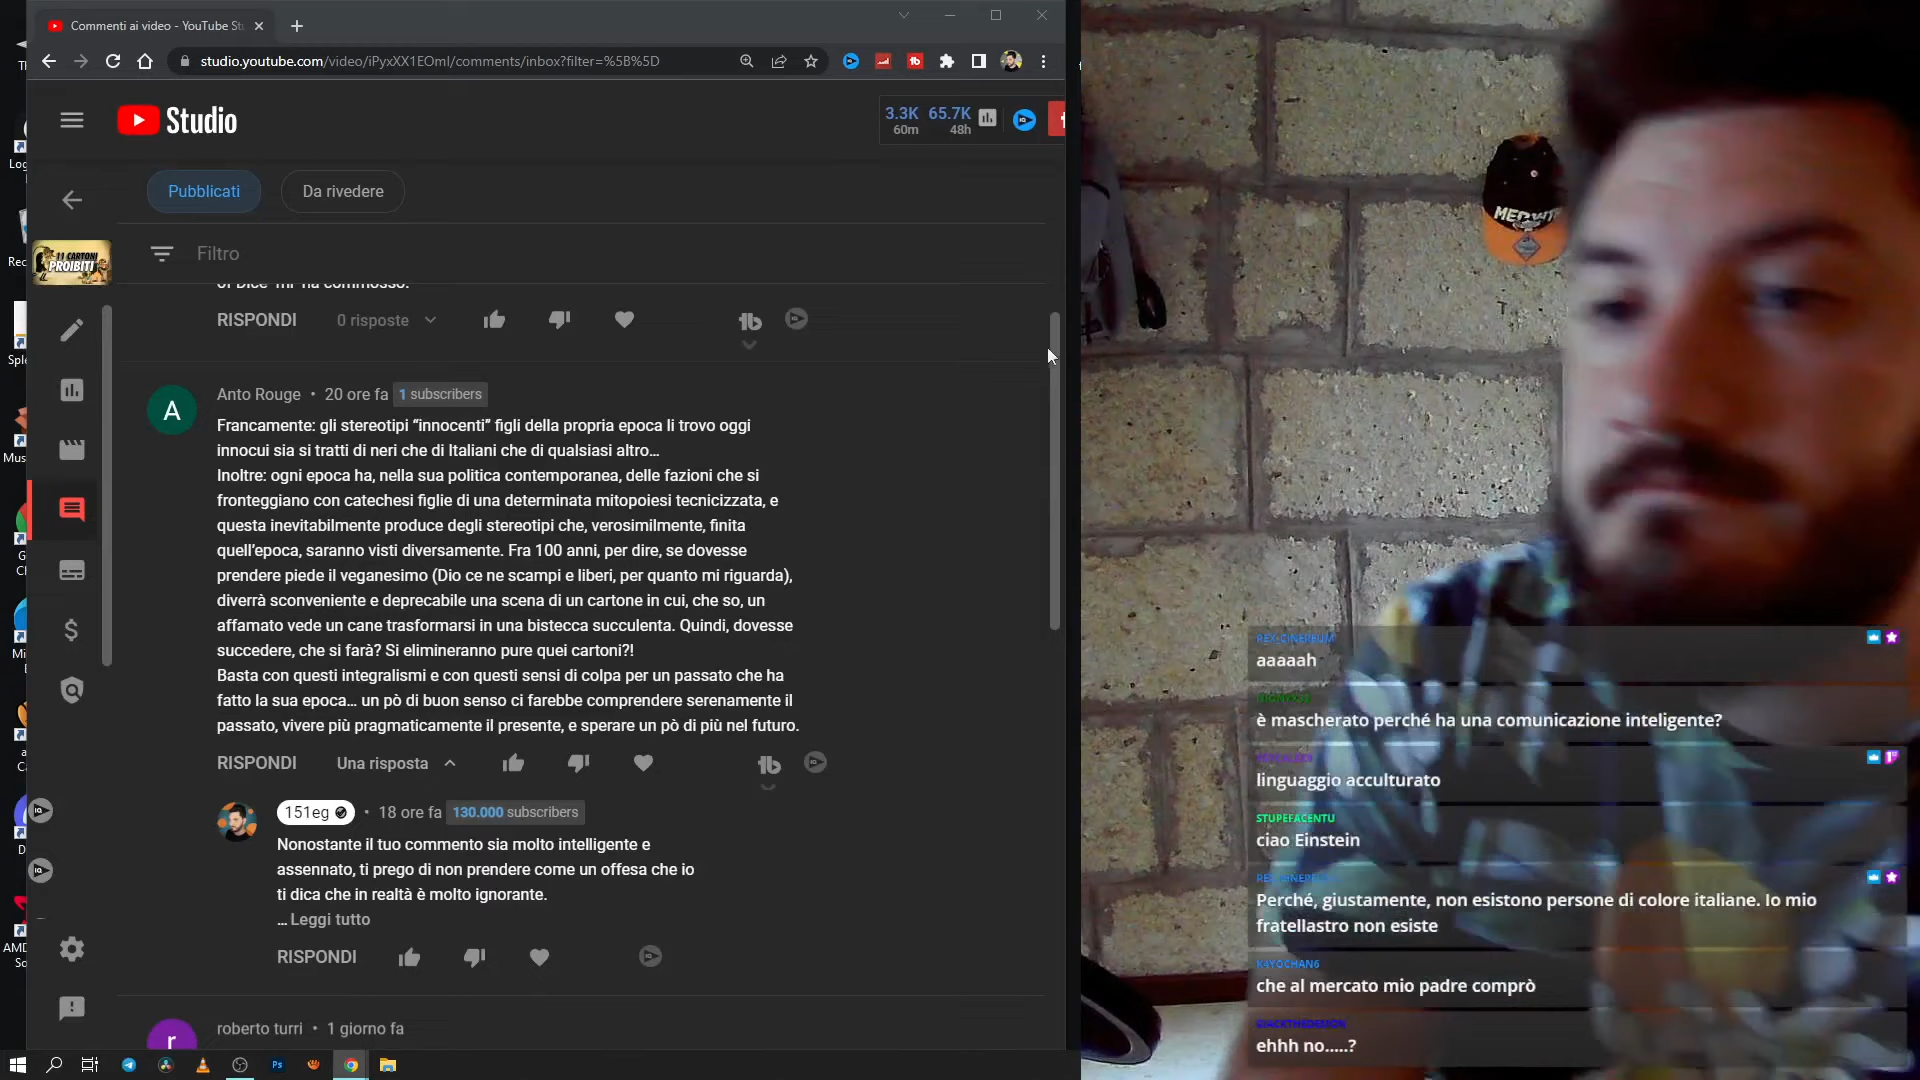 Commenti ai video - YouTube St
studio.youtube.com/video/iPyxXX1EOmI/comments/inbox?filter=%5B%5D
Studio
3.3K 65.7K
60m 48h
Pubblicati
Da rivedere
11 CARTONI
PROIBITI
Filtro
RISPONDI
0 risposte
Anto Rouge • 20 ore fa 1 subscribers
A
Francamente: gli stereotipi “innocenti” figli della propria epoca li trovo oggi
innocui sia si tratti di neri che di Italiani che di qualsiasi altro…
Inoltre: ogni epoca ha, nella sua politica contemporanea, delle fazioni che si
fronteggiano con catechesi figlie di una determinata mitopoiesi tecnicizzata, e
questa inevitabilmente produce degli stereotipi che, verosimilmente, finita
quell’epoca, saranno visti diversamente. Fra 100 anni, per dire, se dovesse
prendere piede il veganesimo (Dio ce ne scampi e liberi, per quanto mi riguarda),
diverrà sconveniente e deprecabile una scena di un cartone in cui, che so, un
affamato vede un cane trasformarsi in una bistecca succulenta. Quindi, dovesse
succedere, che si farà? Si elimineranno pure quei cartoni?!
Basta con questi integralismi e con questi sensi di colpa per un passato che ha
fatto la sua epoca… un pò di buon senso ci farebbe comprendere serenamente il
passato, vivere più pragmaticamente il presente, e sperare un pò di più nel futuro.
RISPONDI
Una risposta
151eg • 18 ore fa 130.000 subscribers
Nonostante il tuo commento sia molto intelligente e
assennato, ti prego di non prendere come un offesa che io
ti dica che in realtà è molto ignorante.
... Leggi tutto
RISPONDI
roberto turri • 1 giorno fa
r
Ps
aaaaah
è mascherato perché ha una comunicazione inteligente?
linguaggio acculturato
STUPEFACENTU
ciao Einstein
Perché, giustamente, non esistono persone di colore italiane. Io mio
fratellastro non esiste
K4YOCHAN6
che al mercato mio padre comprò
ehhh no.....?